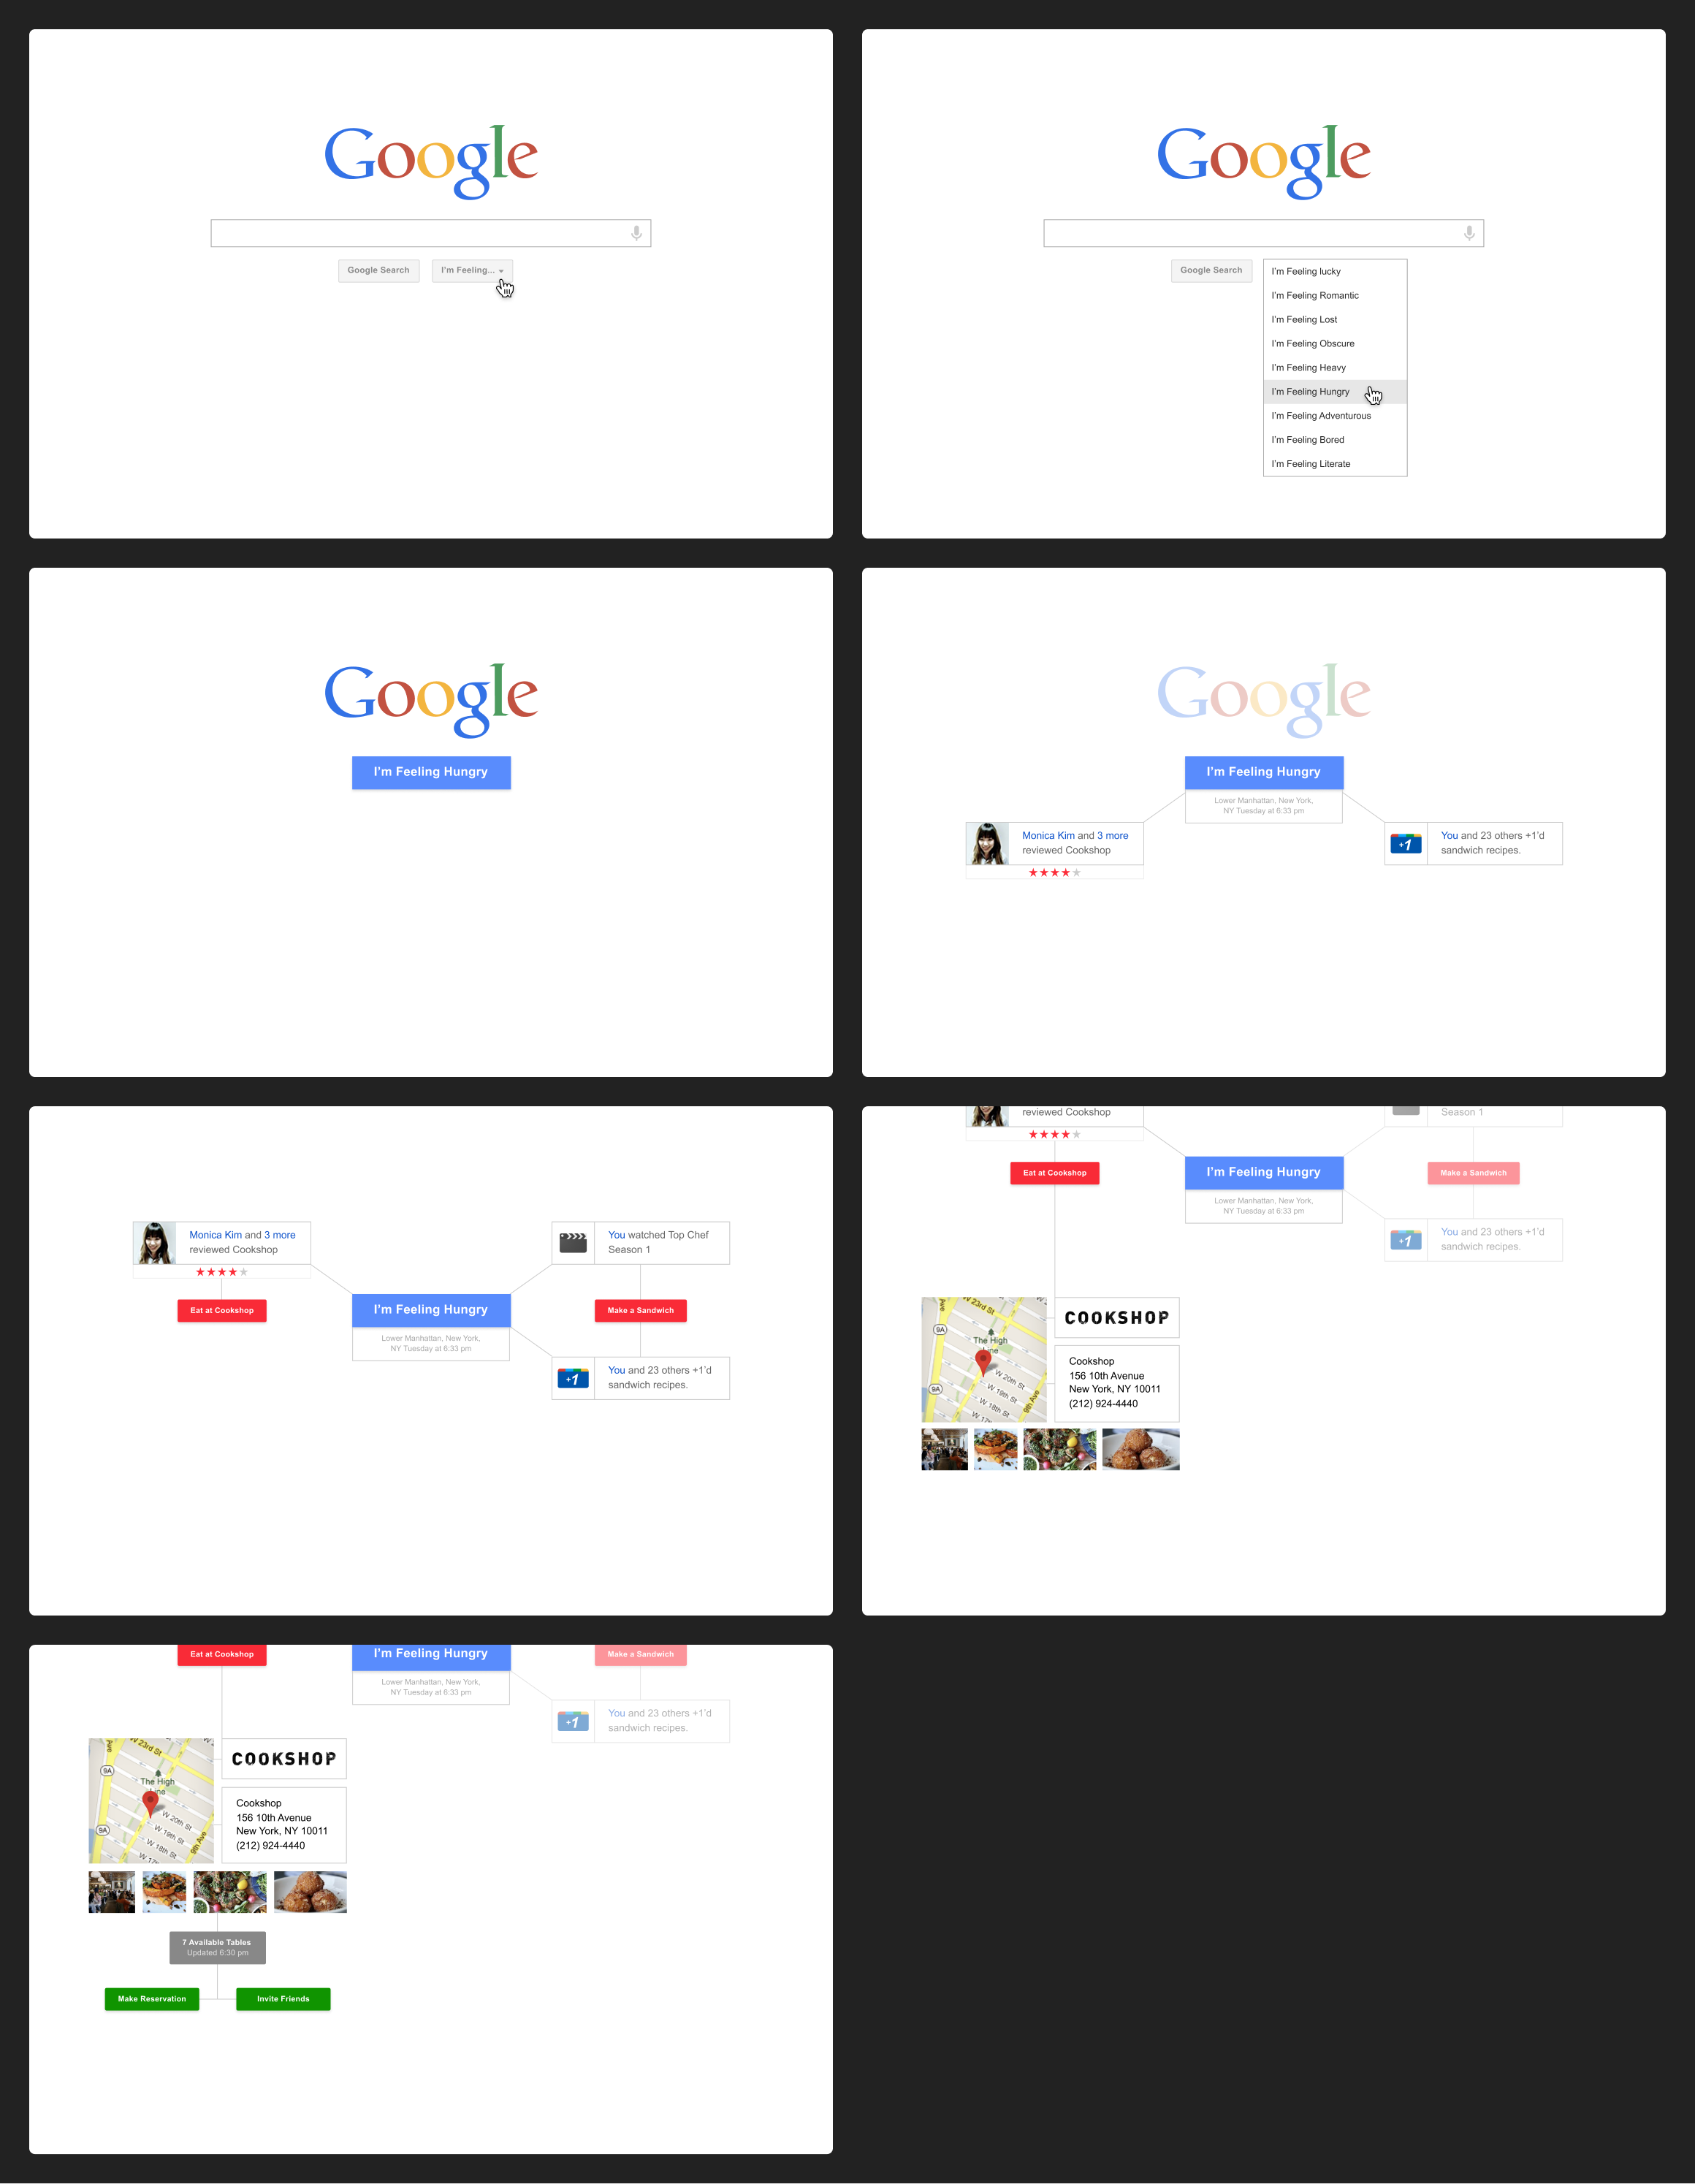 Google
Google Search
I'm Feeling...
Google
Google Search
I'm Feeling lucky
I'm Feeling Romantic
I'm Feeling Lost
I'm Feeling Obscure
I'm Feeling Heavy
I'm Feeling Hungry
I'm Feeling Adventurous
I'm Feeling Bored
I'm Feeling Literate
Google
I'm Feeling Hungry
Google
I'm Feeling Hungry
Lower Manhattan, New York,
NY Tuesday at 6:33 pm
Monica Kim and 3 more
reviewed Cookshop
+1
You and 23 others +1'd
sandwich recipes.
Monica Kim and 3 more
reviewed Cookshop
You watched Top Chef
Season 1
Eat at Cookshop
I'm Feeling Hungry
Make a Sandwich
Lower Manhattan, New York,
NY Tuesday at 6:33 pm
+1
You and 23 others +1'd
sandwich recipes.
reviewed Cookshop
Season 1
Eat at Cookshop
I'm Feeling Hungry
Make a Sandwich
Lower Manhattan, New York,
NY Tuesday at 6:33 pm
+1
You and 23 others +1'd
sandwich recipes.
W 23rd St
9A
The High
Line
W 20th St
W 19th St
W 18th St
9A
9th Ave
COOKSHOP
Cookshop
156 10th Avenue
New York, NY 10011
(212) 924-4440
Eat at Cookshop
I'm Feeling Hungry
Make a Sandwich
Lower Manhattan, New York,
NY Tuesday at 6:33 pm
+1
You and 23 others +1'd
sandwich recipes.
W 23rd St
9A
The High
Line
W 20th St
W 19th St
W 18th St
9A
9th Ave
COOKSHOP
Cookshop
156 10th Avenue
New York, NY 10011
(212) 924-4440
7 Available Tables
Updated 6:30 pm
Make Reservation
Invite Friends